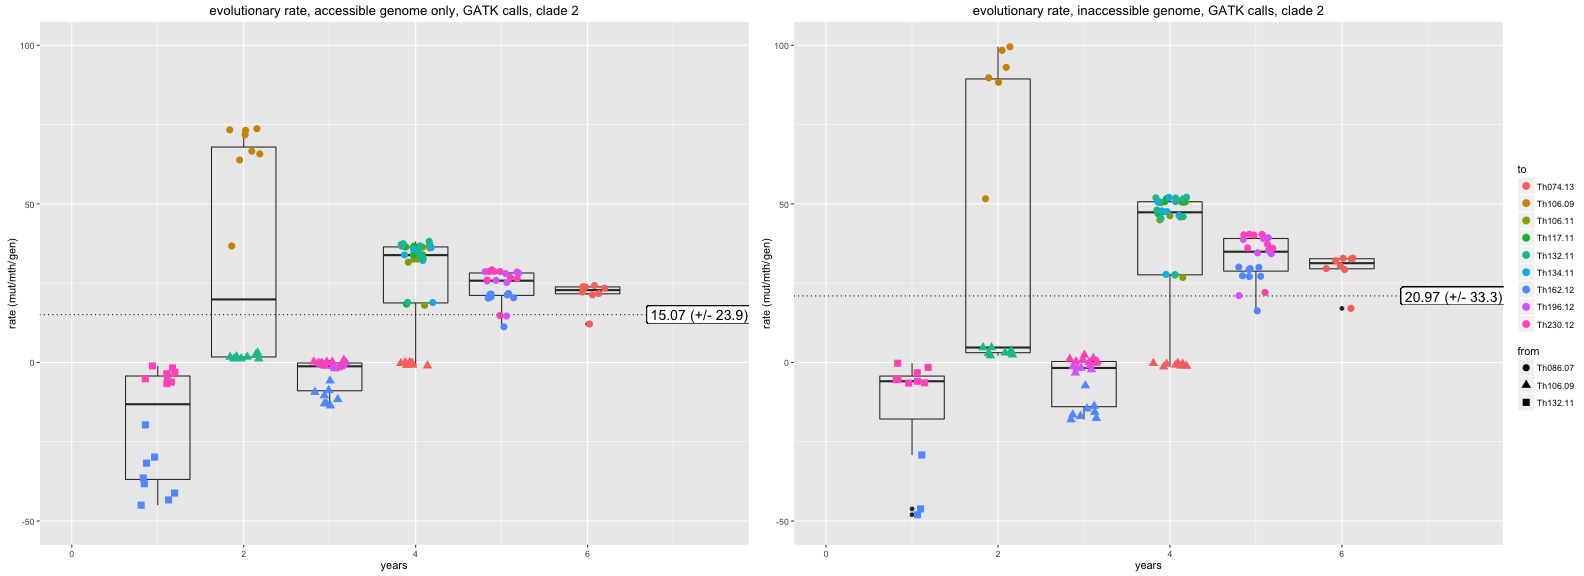 evolutionary rate, accessible genome only, GATK calls, clade 2
rate (mut/mth/gen)
100
50
0
-50
0
2
4
6
years
15.07 (+/- 23.9)
evolutionary rate, inaccessible genome, GATK calls, clade 2
rate (mut/mth/gen)
100
50
0
-50
0
2
4
6
years
20.97 (+/- 33.3)
to
Th074.13
Th106.09
Th106.11
Th117.11
Th132.11
Th134.11
Th162.12
Th196.12
Th230.12
from
Th086.07
Th106.09
Th132.11